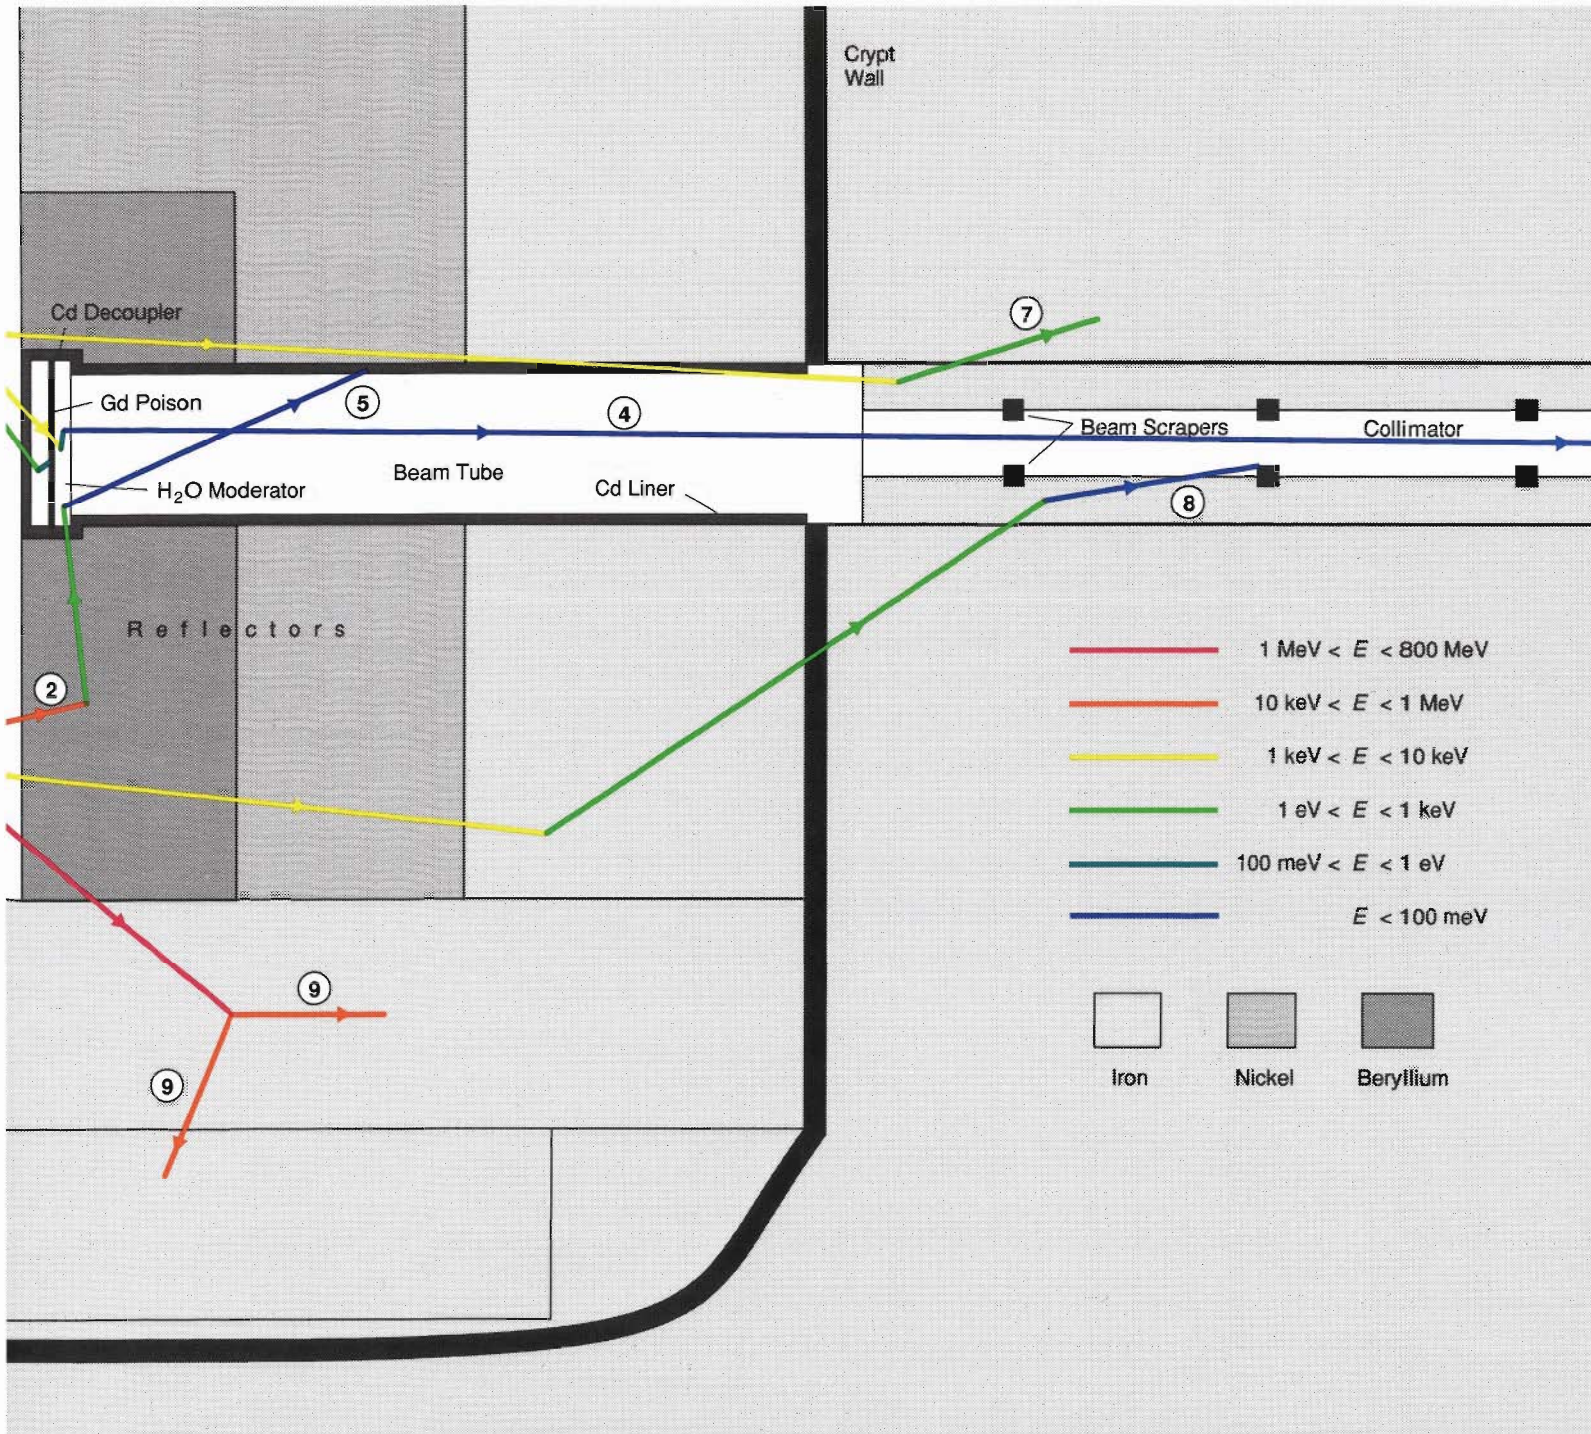 Crypt
Wall
Cd Decoupler
7
Gd Poison
5
4
Beam Scrapers
Collimator
Beam Tube
H₂O Moderator
Cd Liner
8
Reflectors
2
1 MeV < E < 800 MeV
10 keV < E < 1 MeV
1 keV < E < 10 keV
1 eV < E < 1 keV
100 meV < E < 1 eV
E < 100 meV
9
9
Iron
Nickel
Beryllium